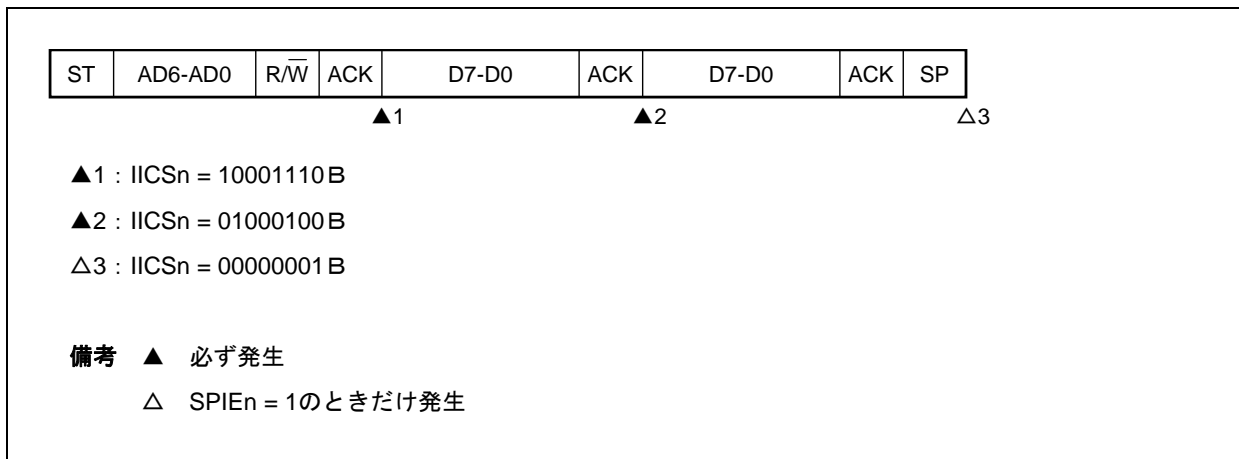 ST AD6-AD0 R/W̅ ACK D7-D0 ACK D7-D0 ACK SP
▲1 ▲2 △3
▲1：IICSn = 10001110B
▲2：IICSn = 01000100B
△3：IICSn = 00000001B
備考 ▲ 必ず発生
△ SPIEn = 1のときだけ発生